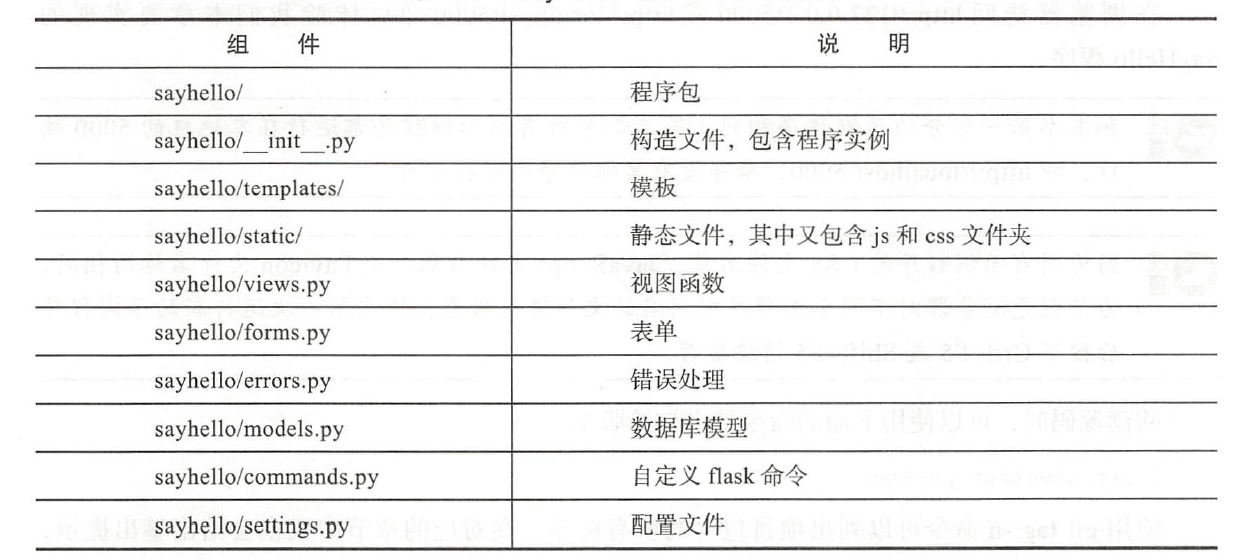 组 件 说 明
sayhello/ 程序包
sayhello/__init__.py 构造文件，包含程序实例
sayhello/templates/ 模板
sayhello/static/ 静态文件，其中又包含 js 和 css 文件夹
sayhello/views.py 视图函数
sayhello/forms.py 表单
sayhello/errors.py 错误处理
sayhello/models.py 数据库模型
sayhello/commands.py 自定义 flask 命令
sayhello/settings.py 配置文件